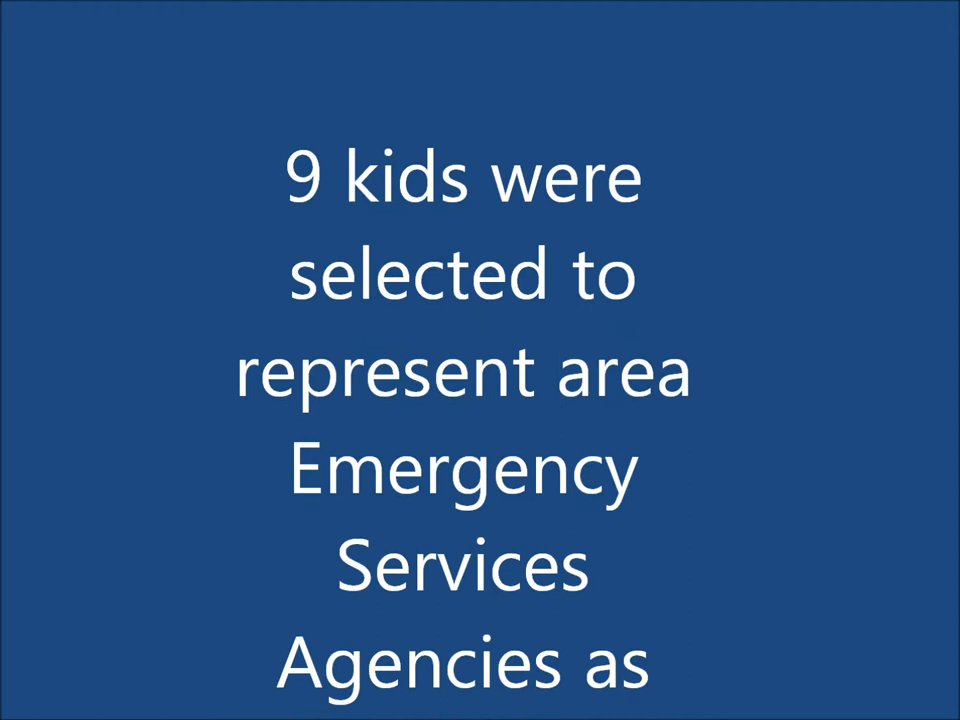 9 kids were
selected to
represent area
Emergency
Services
Agencies as